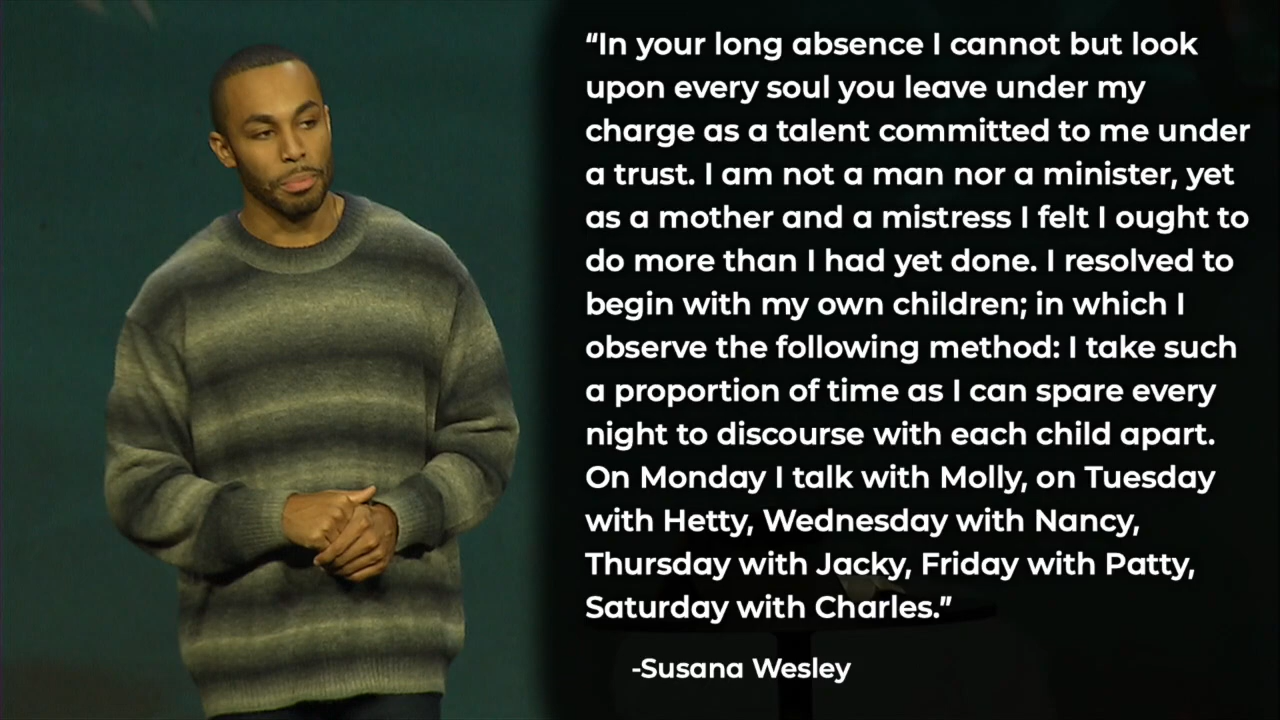 “In your long absence I cannot but look
upon every soul you leave under my
charge as a talent committed to me under
a trust. I am not a man nor a minister, yet
as a mother and a mistress I felt I ought to
do more than I had yet done. I resolved to
begin with my own children; in which I
observe the following method: I take such
a proportion of time as I can spare every
night to discourse with each child apart.
On Monday I talk with Molly, on Tuesday
with Hetty, Wednesday with Nancy,
Thursday with Jacky, Friday with Patty,
Saturday with Charles.”
-Susana Wesley